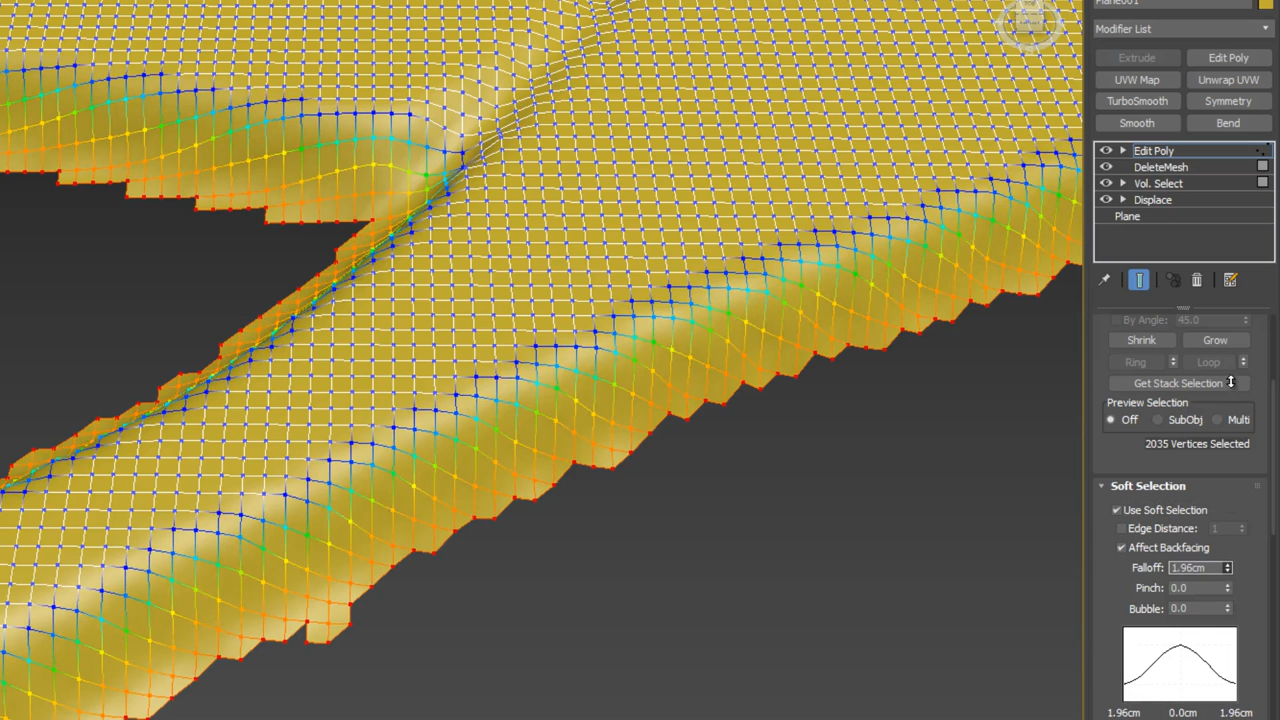 Plane001
Modifier List
Extrude Edit Poly
UVW Map Unwrap UVW
TurboSmooth Symmetry
Smooth Bend
Edit Poly
DeleteMesh
Vol. Select
Displace
Plane
By Angle: 45.0
Shrink Grow
Ring Loop
Get Stack Selection
Preview Selection
Off SubObj Multi
2035 Vertices Selected
Soft Selection
Use Soft Selection
Edge Distance: 1
Affect Backfacing
Falloff: 1.96cm
Pinch: 0.0
Bubble: 0.0
1.96cm 0.0cm 1.96cm